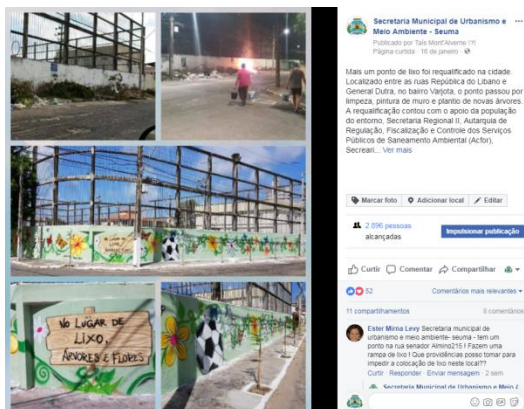 NO LUGAR DE
LIXO,
ÁRVORES E FLORES
Secretaria Municipal de Urbanismo e
Meio Ambiente - Seuma
Publicado por Taís Mont'Alverne [?]
Página curtida · 16 de janeiro ·
Mais um ponto de lixo foi requalificado na cidade.
Localizado entre as ruas República do Líbano e
General Dutra, no bairro Varjota, o ponto passou por
limpeza, pintura de muro e plantio de novas árvores.
A requalificação contou com o apoio da população
do entorno, Secretaria Regional II, Autarquia de
Regulação, Fiscalização e Controle dos Serviços
Públicos de Saneamento Ambiental (Acfor),
Secreari... Ver mais
Marcar foto
Adicionar local
Editar
2.896 pessoas
alcançadas
Impulsionar publicação
Curtir
Comentar
Compartilhar
52
Comentários mais relevantes
11 compartilhamentos
8 comentários
Ester Mirna Levy Secretaria municipal de
urbanismo e meio ambiente- seuma - tem um
ponto na rua senador Almino215 ! Fazem uma
rampa de lixo ! Que providências posso tomar para
impedir a colocação de lixo neste local??
Curtir · Responder · Enviar mensagem · 2 sem
Secretaria Municipal de Urbanismo e Meio